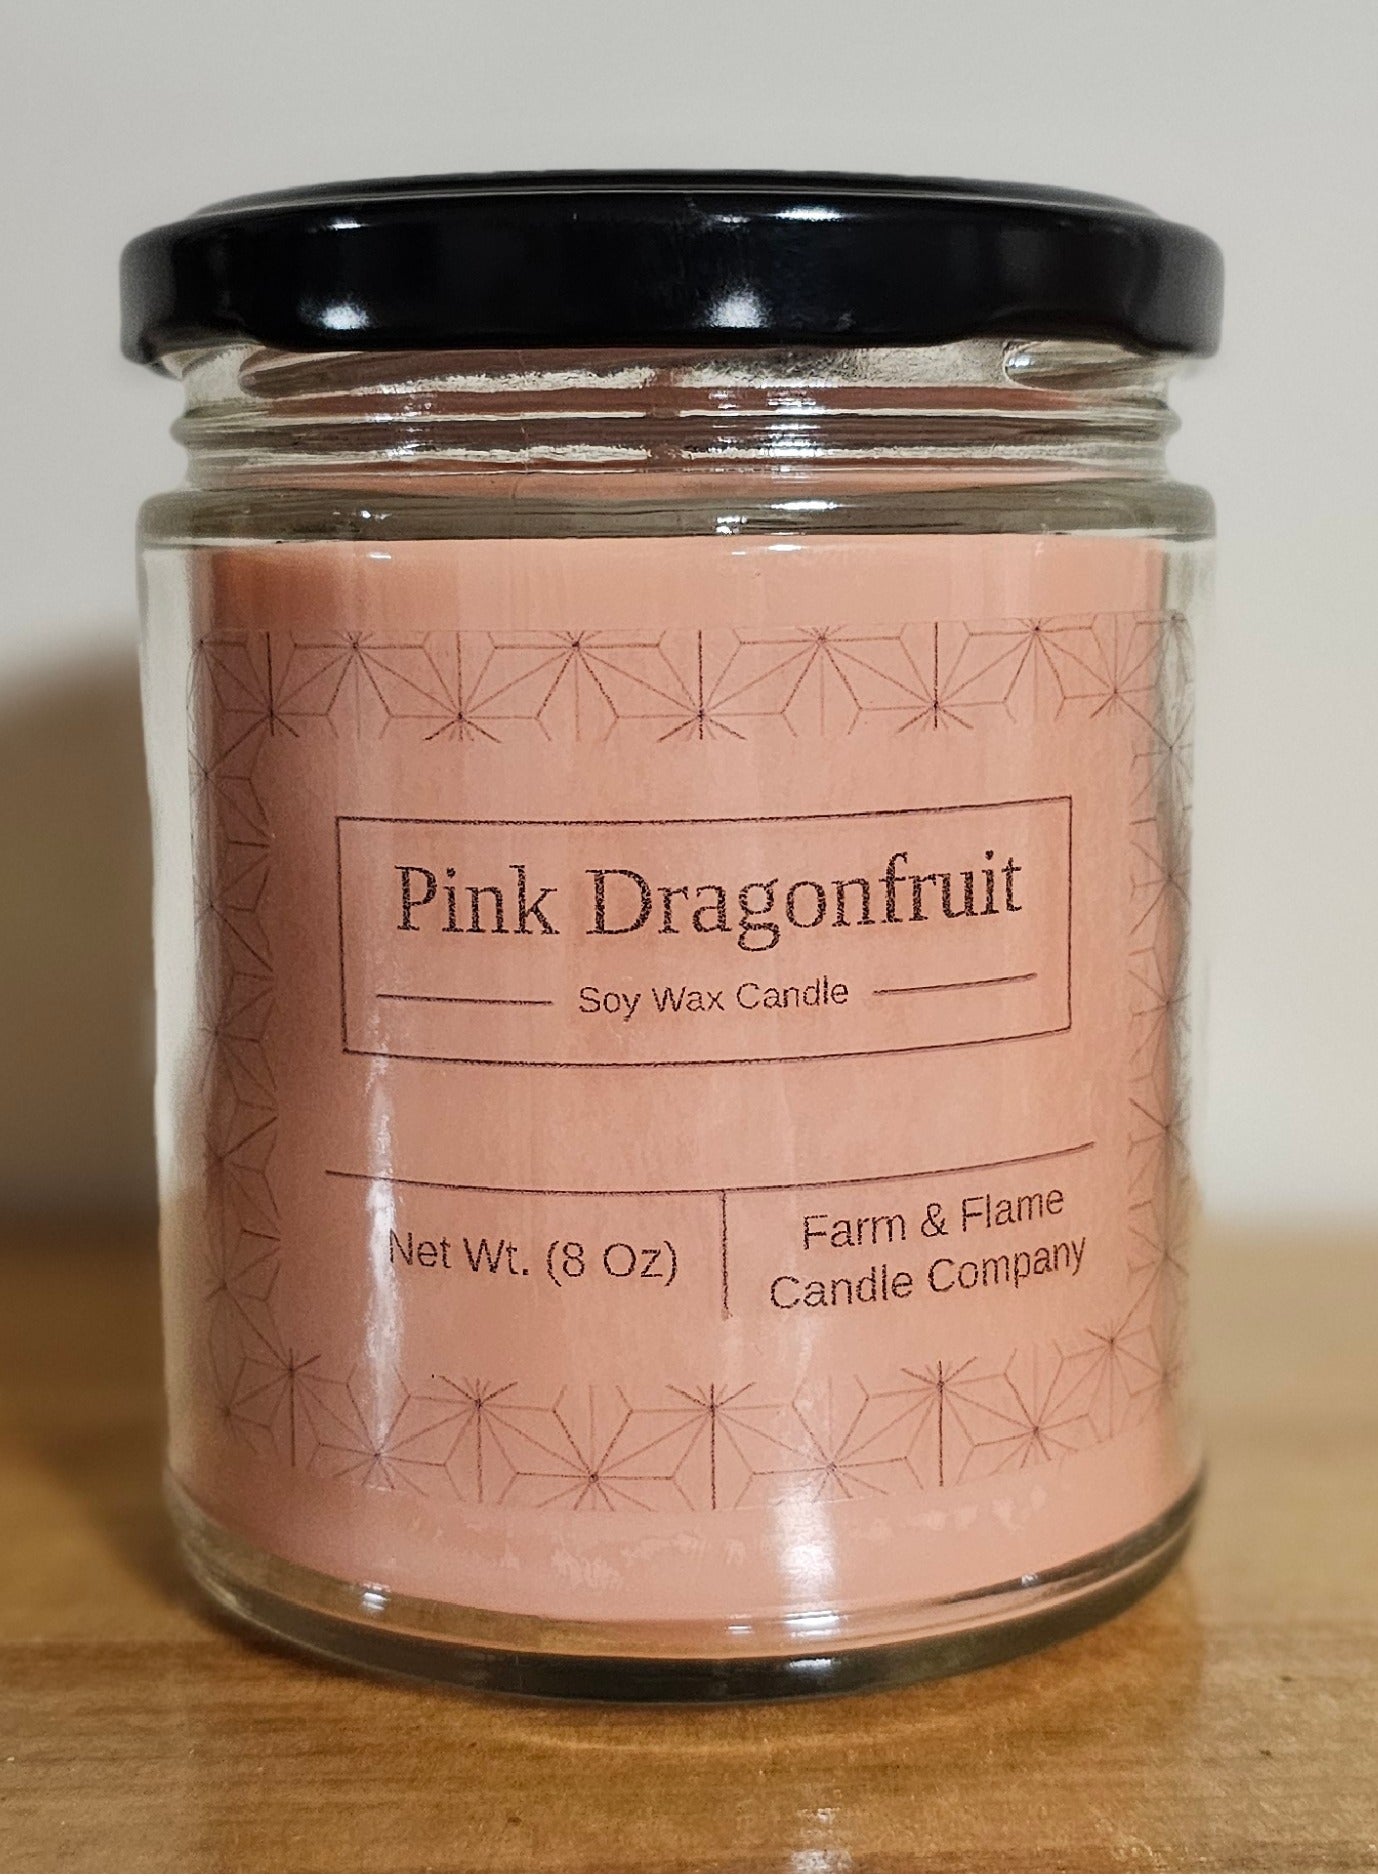 Pink Dragonfruit
Soy Wax Candle
Net Wt. (8 Oz)
Farm & Flame
Candle Company